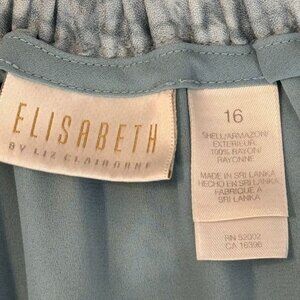 ELISABETH
BY LIZ CLAIBORNE
16
SHELL/ARMAZON/
EXTERIEUR:
100% RAYON/
RAYONNE
MADE IN SRI LANKA
HECHO EN SRI LANKA
FABRIQUE A
SRI LANKA
RN 52002
CA 16396